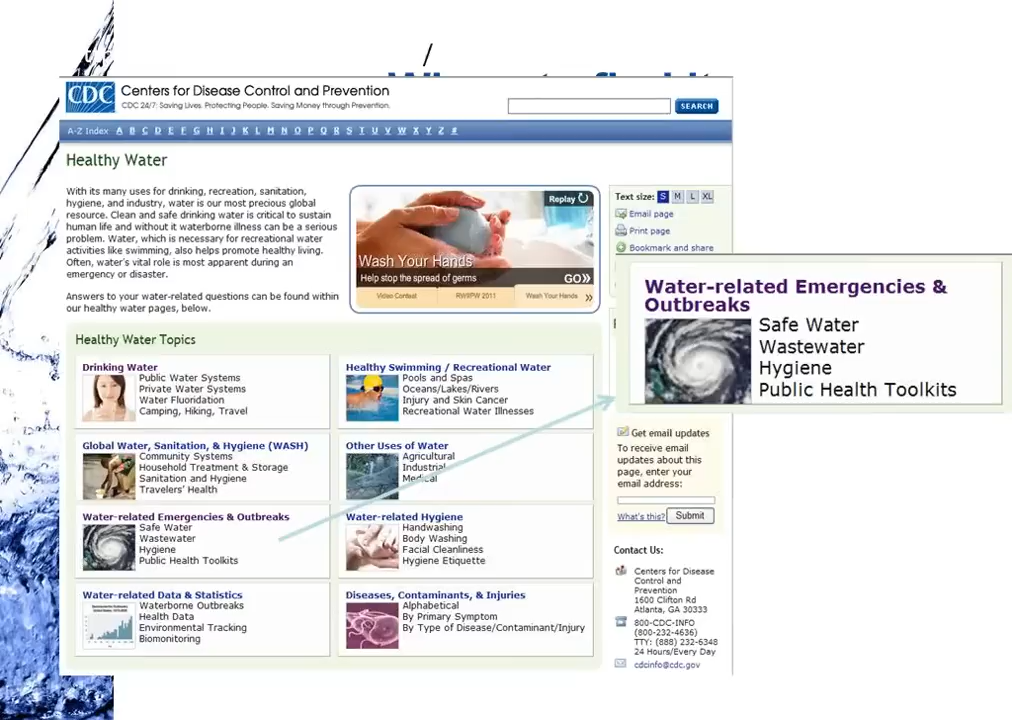 CDC
Centers for Disease Control and Prevention
CDC 24/7: Saving Lives. Protecting People. Saving Money through Prevention.
SEARCH
A-Z Index A B C D E F G H I J K L M N O P Q R S T U V W X Y Z #
Healthy Water
With its many uses for drinking, recreation, sanitation,
hygiene, and industry, water is our most precious global
resource. Clean and safe drinking water is critical to sustain
human life and without it waterborne illness can be a serious
problem. Water, which is necessary for recreational water
activities like swimming, also helps promote healthy living.
Often, water's vital role is most apparent during an
emergency or disaster.
Answers to your water-related questions can be found within
our healthy water pages, below.
Replay
Wash Your Hands
Help stop the spread of germs
GO»
Video Contest RWIIPW 2011 Wash Your Hands »
Text size: S M L XL
Email page
Print page
Bookmark and share
Healthy Water Topics
Drinking Water
Public Water Systems
Private Water Systems
Water Fluoridation
Camping, Hiking, Travel
Healthy Swimming / Recreational Water
Pools and Spas
Oceans/Lakes/Rivers
Injury and Skin Cancer
Recreational Water Illnesses
Global Water, Sanitation, & Hygiene (WASH)
Community Systems
Household Treatment & Storage
Sanitation and Hygiene
Travelers' Health
Other Uses of Water
Agricultural
Industrial
Medical
Water-related Emergencies & Outbreaks
Safe Water
Wastewater
Hygiene
Public Health Toolkits
Water-related Hygiene
Handwashing
Body Washing
Facial Cleanliness
Hygiene Etiquette
Water-related Data & Statistics
Waterborne Outbreaks
Health Data
Environmental Tracking
Biomonitoring
Diseases, Contaminants, & Injuries
Alphabetical
By Primary Symptom
By Type of Disease/Contaminant/Injury
Water-related Emergencies &
Outbreaks
Safe Water
Wastewater
Hygiene
Public Health Toolkits
Get email updates
To receive email
updates about this
page, enter your
email address:
What's this? Submit
Contact Us:
Centers for Disease
Control and
Prevention
1600 Clifton Rd
Atlanta, GA 30333
800-CDC-INFO
(800-232-4636)
TTY: (888) 232-6348
24 Hours/Every Day
cdcinfo@cdc.gov